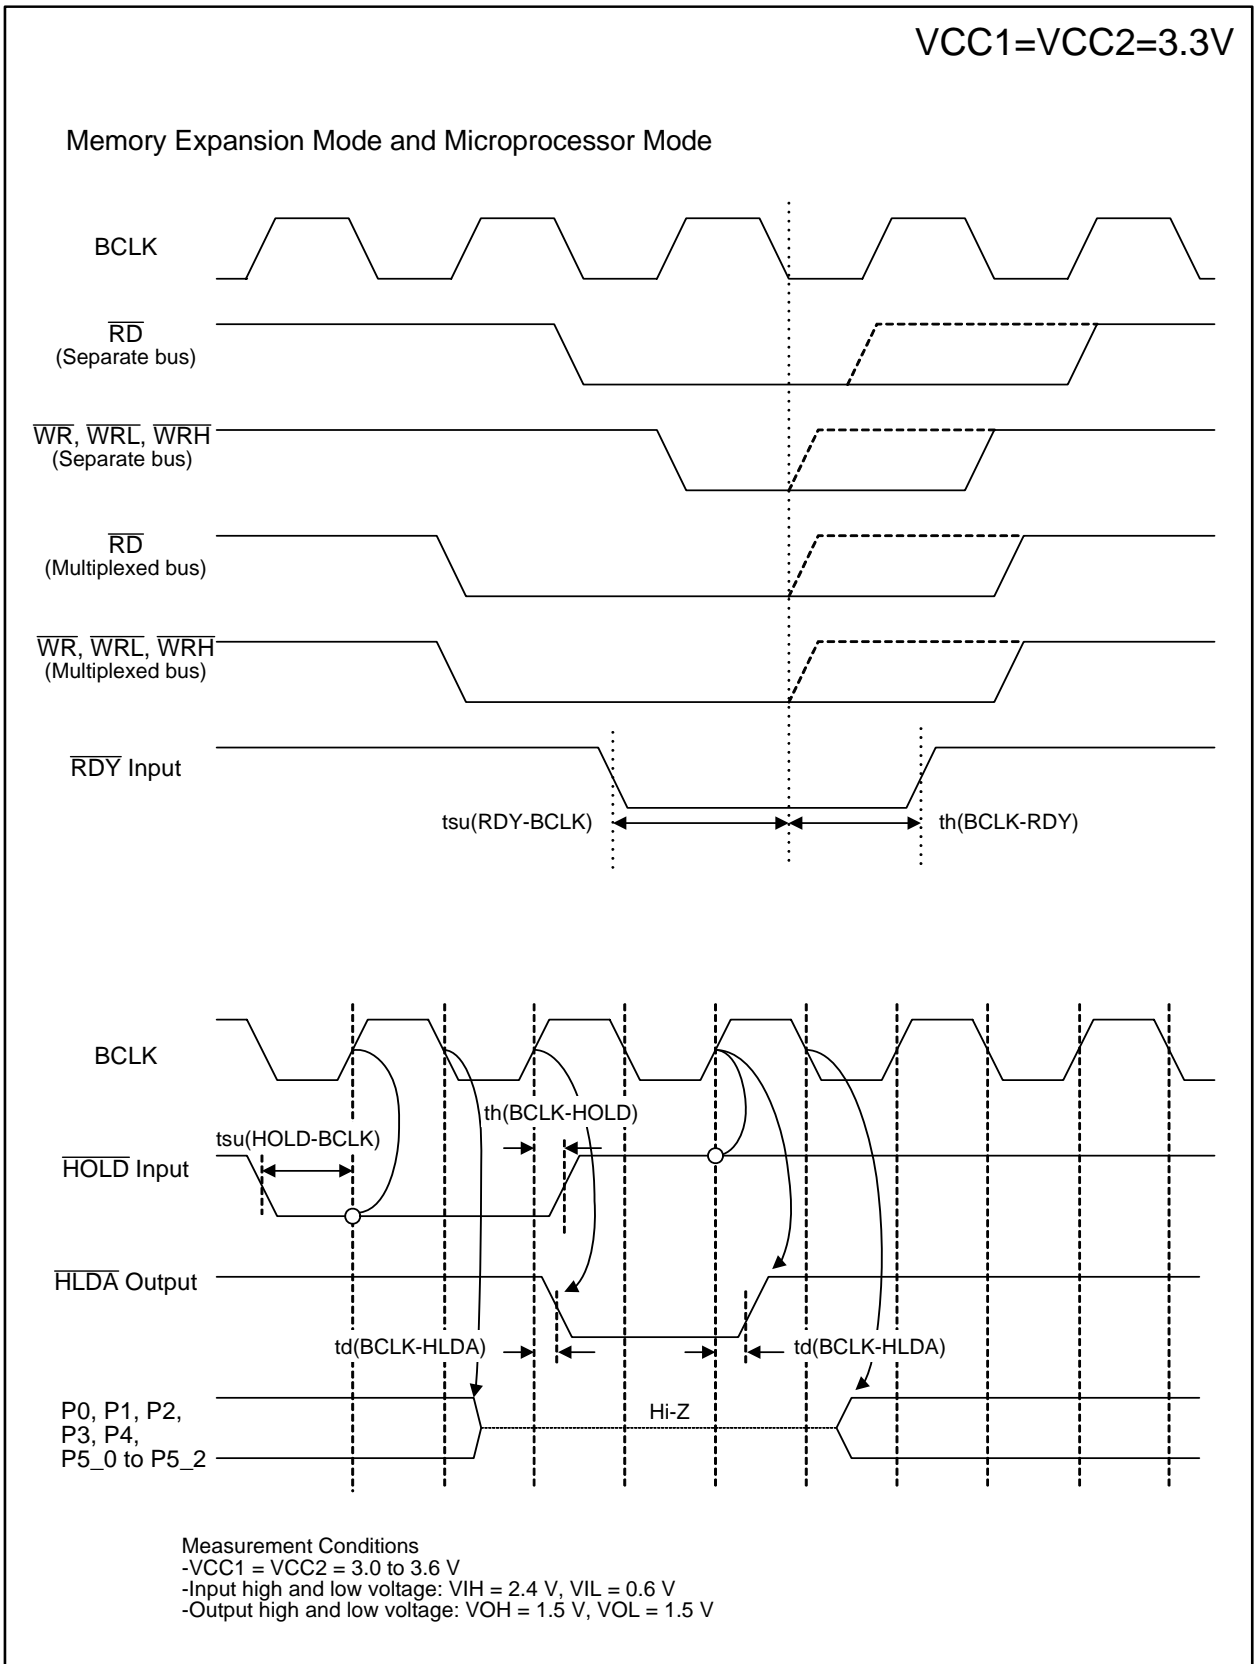 VCC1=VCC2=3.3V
Memory Expansion Mode and Microprocessor Mode
BCLK
RD
(Separate bus)
WR, WRL, WRH
(Separate bus)
RD
(Multiplexed bus)
WR, WRL, WRH
(Multiplexed bus)
RDY Input
tsu(RDY-BCLK)
th(BCLK-RDY)
BCLK
th(BCLK-HOLD)
tsu(HOLD-BCLK)
HOLD Input
HLDA Output
td(BCLK-HLDA)
td(BCLK-HLDA)
Hi-Z
P0, P1, P2,
P3, P4,
P5_0 to P5_2
Measurement Conditions
-VCC1 = VCC2 = 3.0 to 3.6 V
-Input high and low voltage: VIH = 2.4 V, VIL = 0.6 V
-Output high and low voltage: VOH = 1.5 V, VOL = 1.5 V